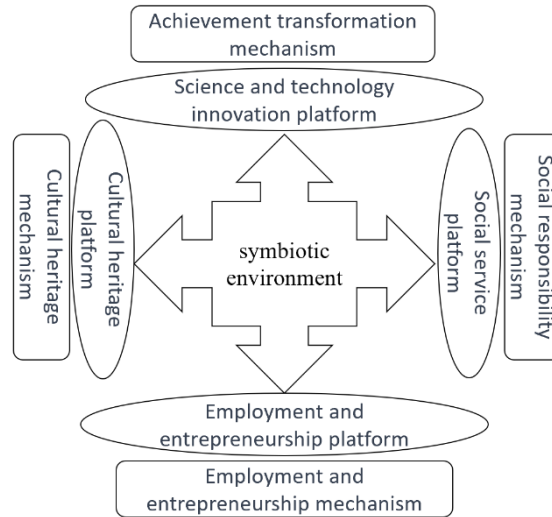 Achievement transformation
mechanism
Science and technology
innovation platform
Cultural heritage
mechanism
Cultural heritage
platform
symbiotic
environment
Social service
platform
Social responsibility
mechanism
Employment and
entrepreneurship platform
Employment and
entrepreneurship mechanism